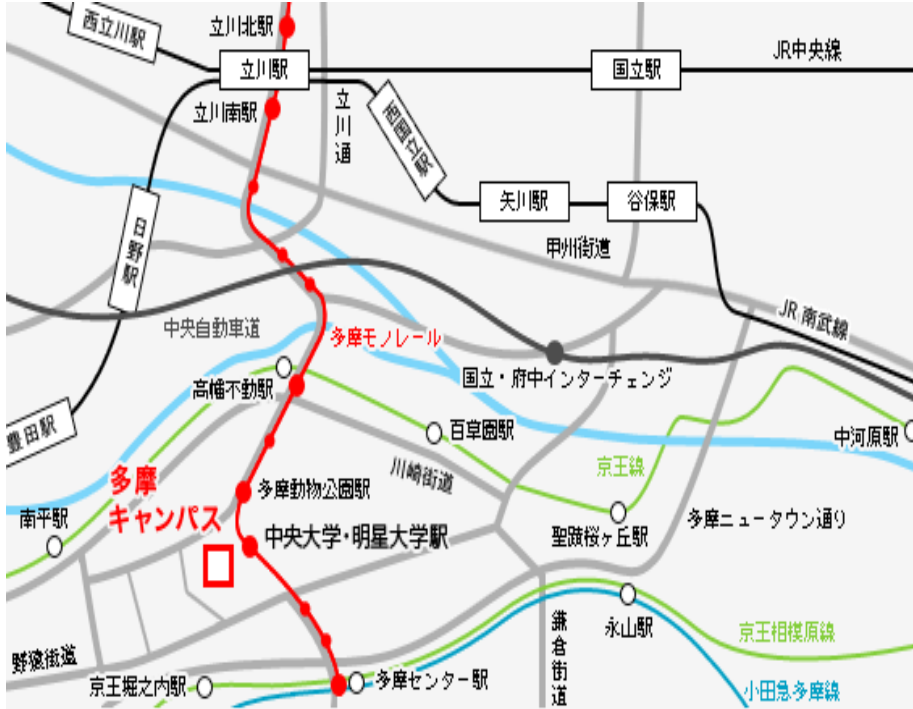 立川北駅
西立川駅
立川駅
国立駅
JR中央線
立川南駅
立川通
西国立駅
矢川駅
谷保駅
日野駅
甲州街道
中央自動車道
多摩モノレール
JR南武線
高幡不動駅
国立・府中インターチェンジ
豊田駅
百草園駅
中河原駅
川崎街道
京王線
多摩
キャンパス
多摩動物公園駅
南平駅
中央大学・明星大学駅
聖蹟桜ヶ丘駅
多摩ニュータウン通り
野猿街道
鎌倉街道
永山駅
京王相模原線
京王堀之内駅
多摩センター駅
小田急多摩線